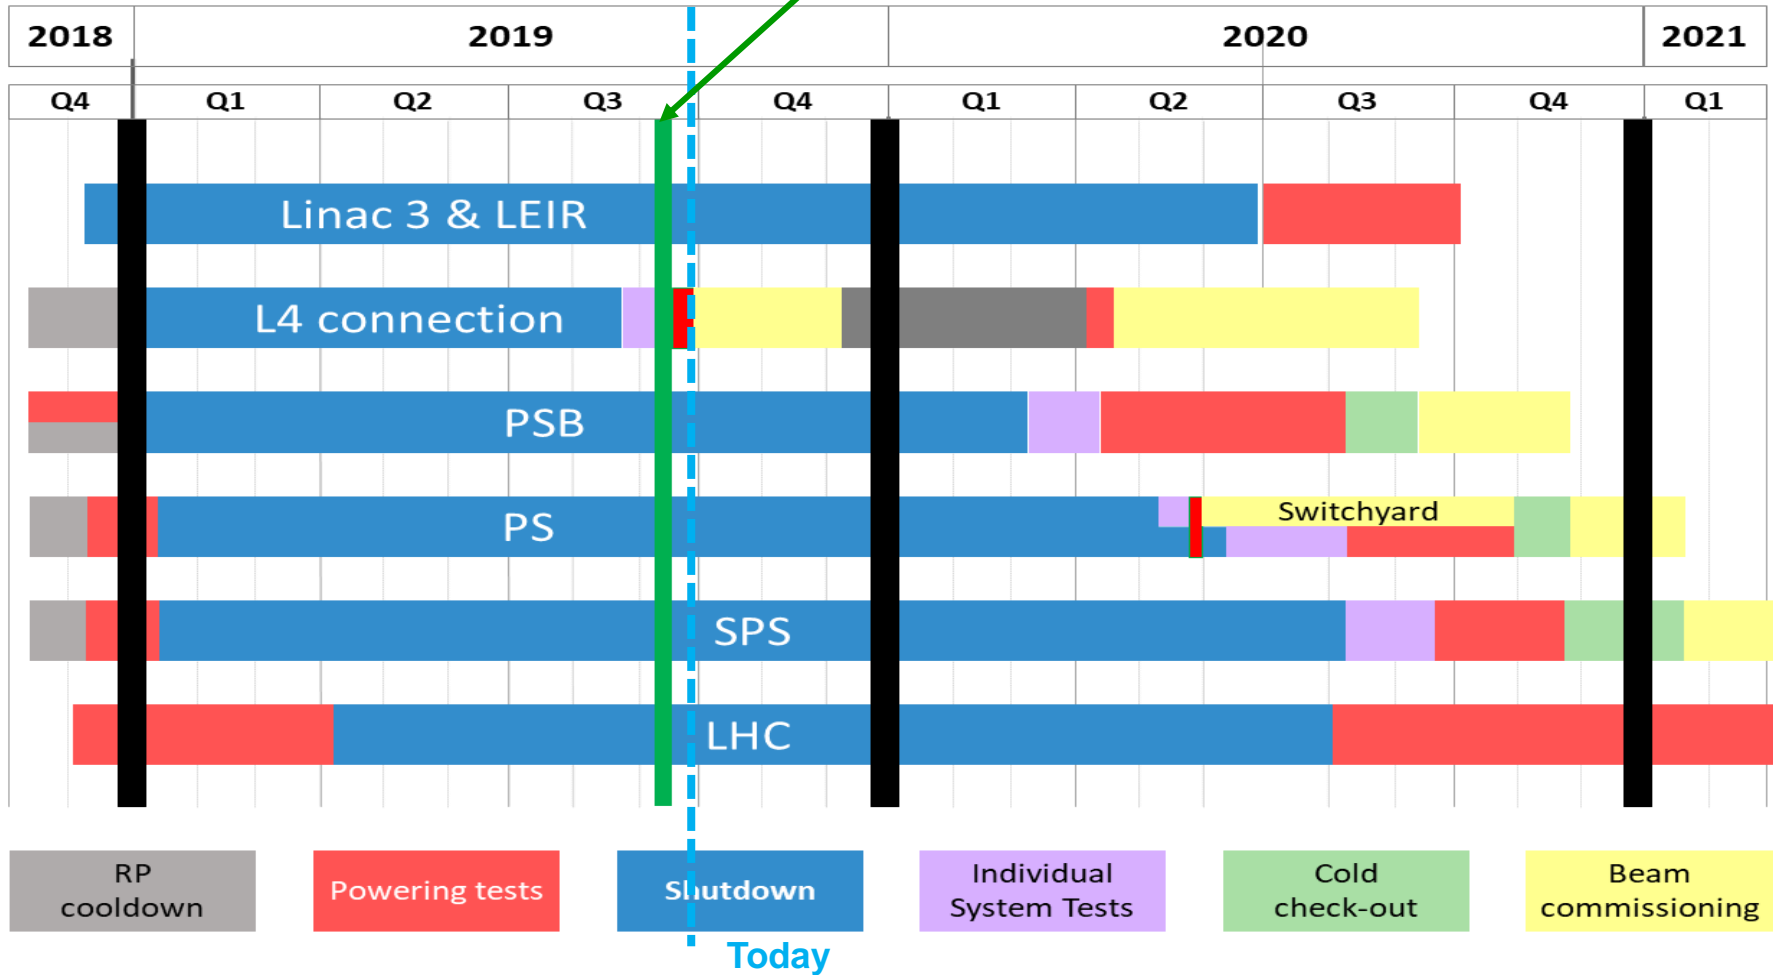 2018 2019 2020 2021
Q4 Q1 Q2 Q3 Q4 Q1 Q2 Q3 Q4 Q1
Linac 3 & LEIR
L4 connection
PSB
PS
Switchyard
SPS
LHC
RP
cooldown
Powering tests
Shutdown
Individual
System Tests
Cold
check-out
Beam
commissioning
Today